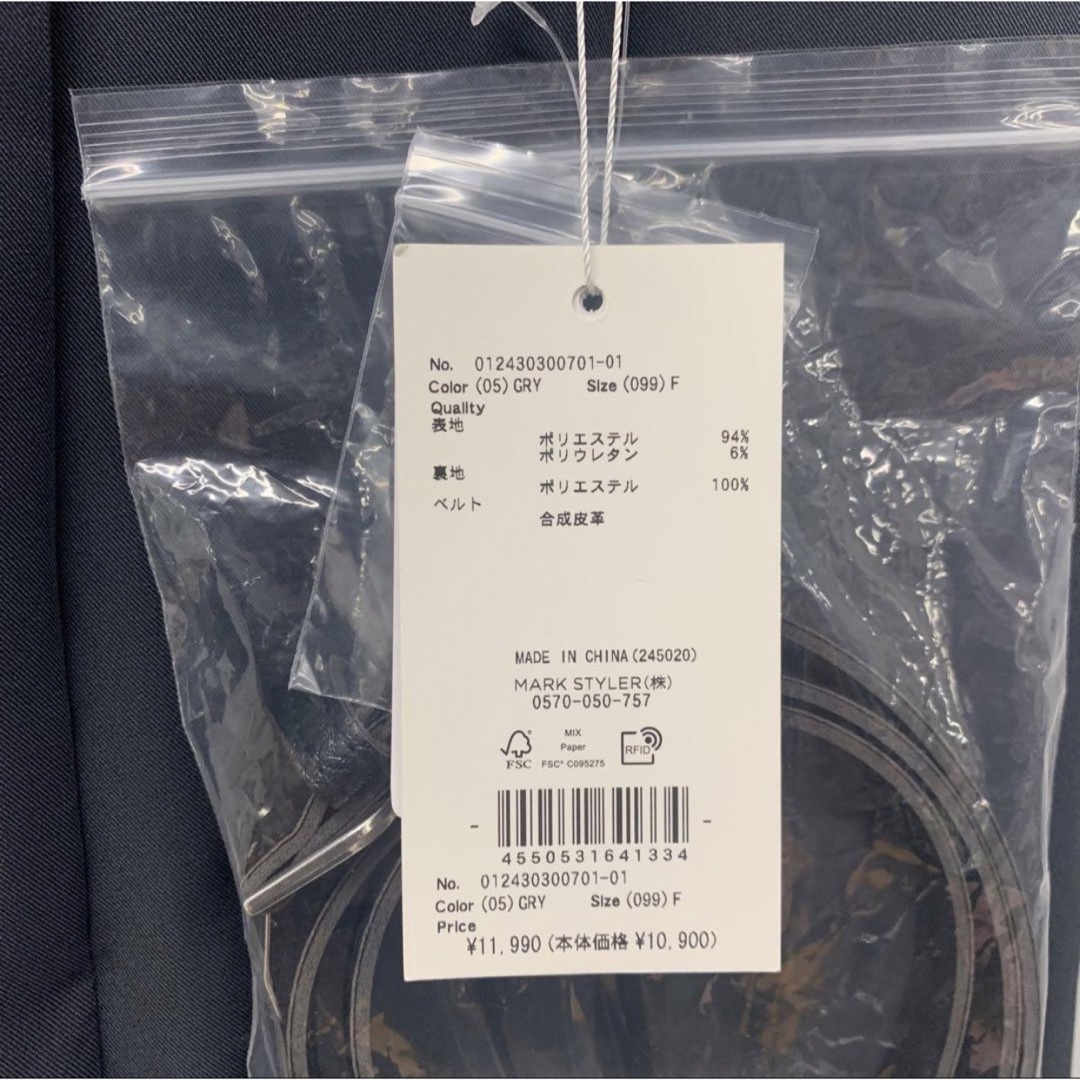 No. 012430300701-01
Color (05) GRY Size (099) F
Quality
表地
ポリエステル 94%
ポリウレタン 6%
裏地
ポリエステル 100%
ベルト
合成皮革
MADE IN CHINA (245020)
MARK STYLER(株)
0570-050-757
MIX
Paper
FSC® C095275
FSC
RFID
4550531641334
No. 012430300701-01
Color (05) GRY Size (099) F
Price
¥11,990 (本体価格 ¥10,900)